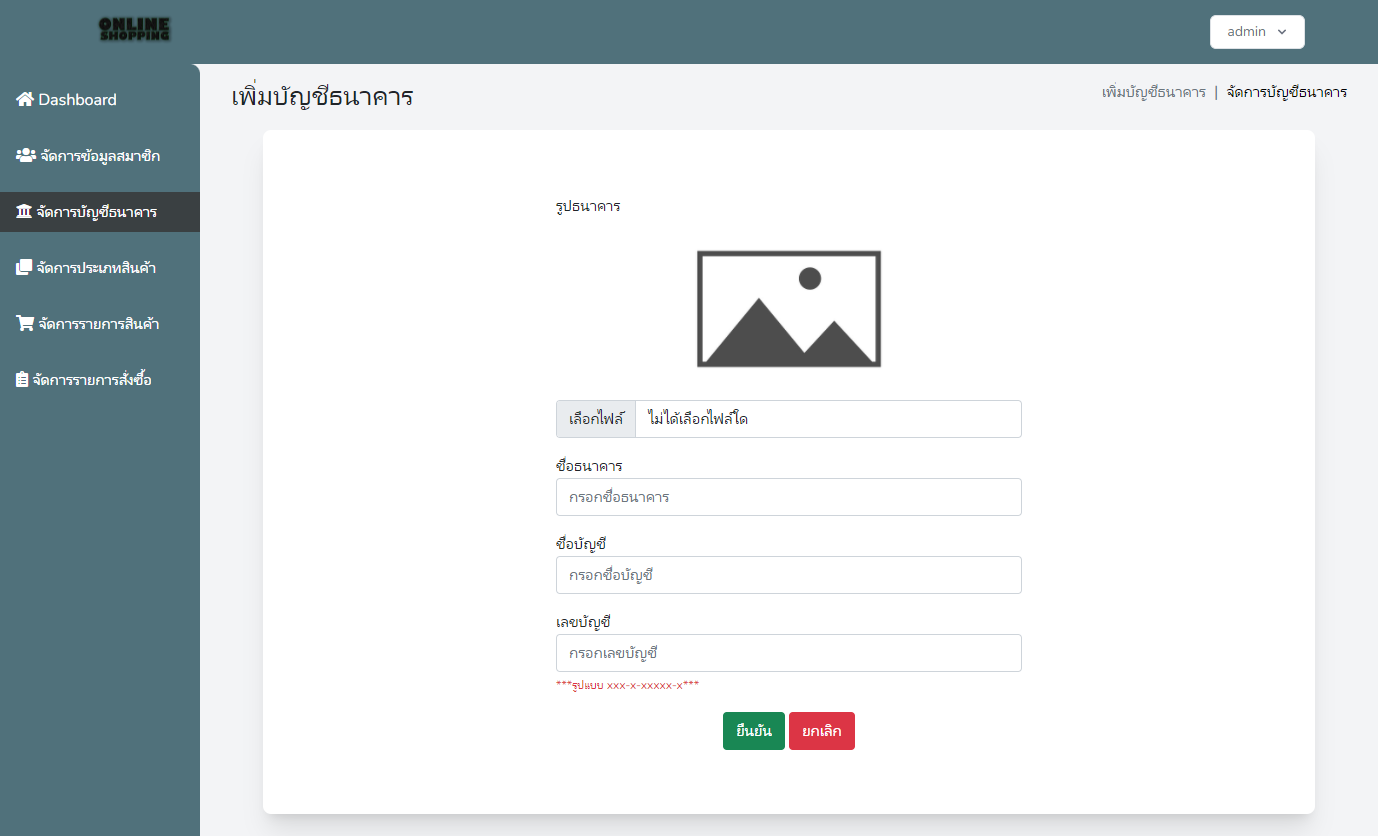 ONLINE
SHOPPING
admin
Dashboard
จัดการข้อมูลสมาชิก
จัดการบัญชีธนาคาร
จัดการประเภทสินค้า
จัดการรายการสินค้า
จัดการรายการสั่งซื้อ
เพิ่มบัญชีธนาคาร
เพิ่มบัญชีธนาคาร | จัดการบัญชีธนาคาร
รูปธนาคาร
เลือกไฟล์ ไม่ได้เลือกไฟล์ใด
ชื่อธนาคาร
กรอกชื่อธนาคาร
ชื่อบัญชี
กรอกชื่อบัญชี
เลขบัญชี
กรอกเลขบัญชี
***รูปแบบ xxx-x-xxxxx-x***
ยืนยัน ยกเลิก